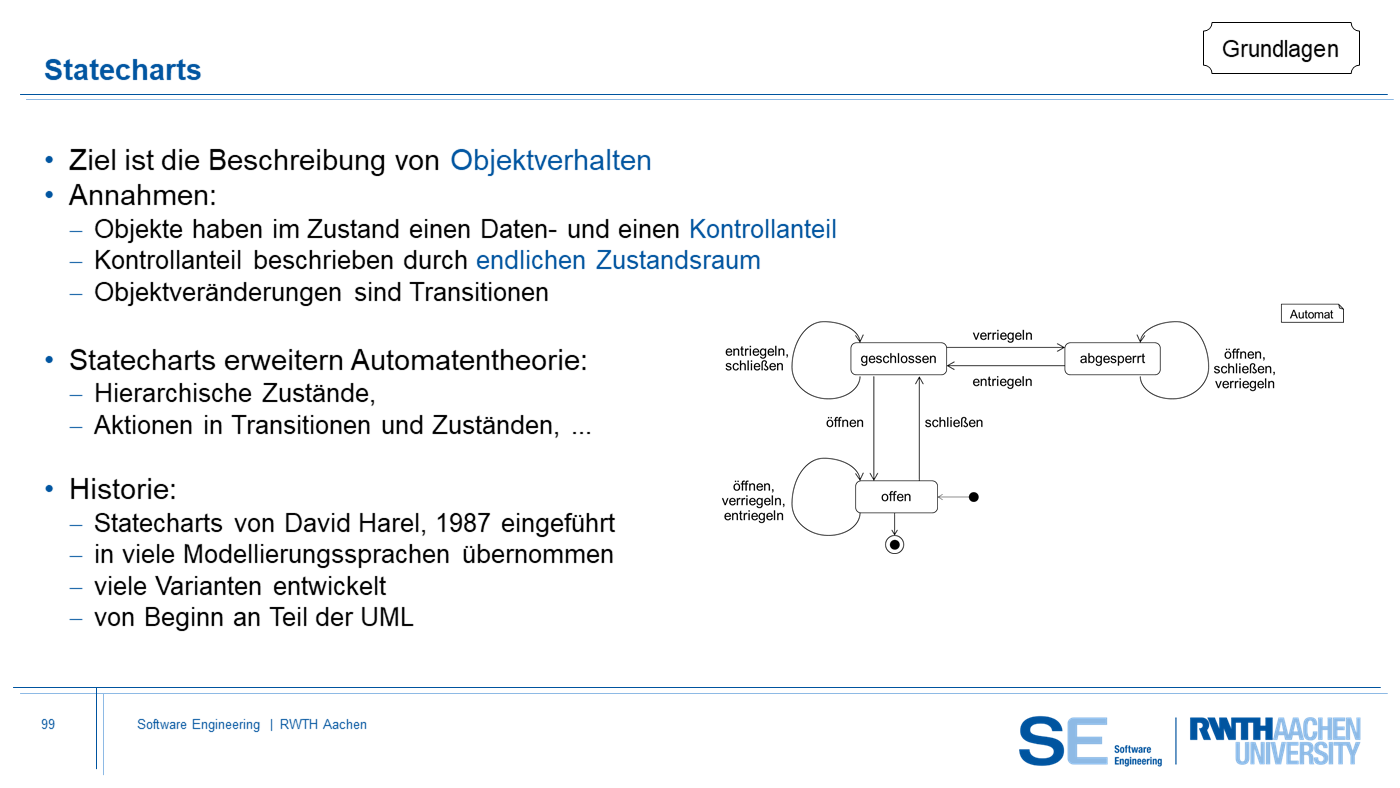 Grundlagen
Statecharts
• Ziel ist die Beschreibung von Objektverhalten
• Annahmen:
– Objekte haben im Zustand einen Daten- und einen Kontrollanteil
– Kontrollanteil beschrieben durch endlichen Zustandsraum
– Objektveränderungen sind Transitionen
• Statecharts erweitern Automatentheorie:
– Hierarchische Zustände,
– Aktionen in Transitionen und Zuständen, ...
• Historie:
– Statecharts von David Harel, 1987 eingeführt
– in viele Modellierungssprachen übernommen
– viele Varianten entwickelt
– von Beginn an Teil der UML
Automat
entriegeln,
schließen
geschlossen
verriegeln
entriegeln
abgesperrt
öffnen,
schließen,
verriegeln
öffnen
schließen
öffnen,
verriegeln,
entriegeln
offen
99
Software Engineering | RWTH Aachen
SE
Software
Engineering
RWTHAACHEN
UNIVERSITY